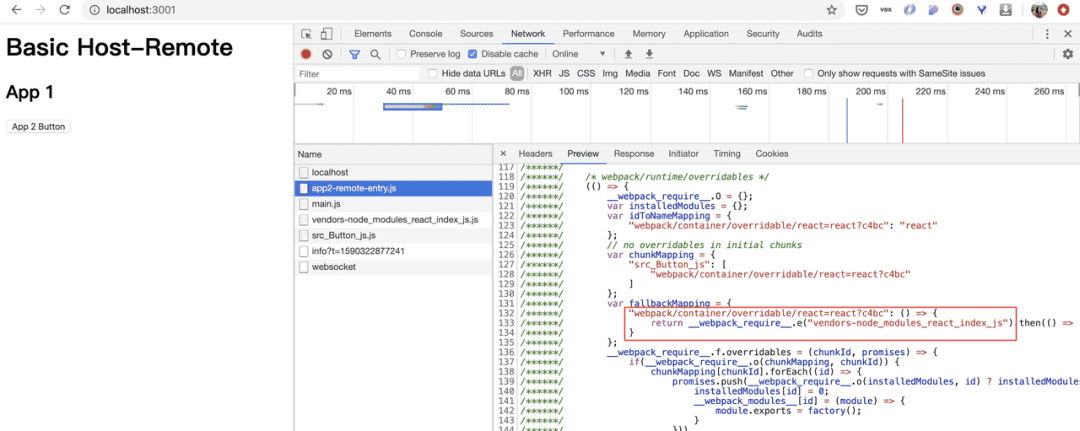 localhost:3001
VOX
Basic Host-Remote
App 1
App 2 Button
Elements Console Sources Network Performance Memory Application Security Audits
Preserve log Disable cache Online
Filter Hide data URLs All XHR JS CSS Img Media Font Doc WS Manifest Other Only show requests with SameSite issues
20 ms 40 ms 60 ms 80 ms 100 ms 120 ms 140 ms 160 ms 180 ms 200 ms 220 ms 240 ms 260 ms
Name
localhost
app2-remote-entry.js
main.js
vendors-node_modules_react_index_js.js
src_Button_js.js
info?t=1590322877241
websocket
× Headers Preview Response Initiator Timing Cookies
117 /******/
118 /******/ /* webpack/runtime/overridables */
119 /******/ (() => {
120 /******/ __webpack_require__.O = {};
121 /******/ var installedModules = {};
122 /******/ var idToNameMapping = {
123 /******/ "webpack/container/overridable/react=react?c4bc": "react"
124 /******/ };
125 /******/ // no overridables in initial chunks
126 /******/ var chunkMapping = {
127 /******/ "src_Button_js": [
128 /******/ "webpack/container/overridable/react=react?c4bc"
129 /******/ ]
130 /******/ };
131 /******/ var fallbackMapping = {
132 /******/ "webpack/container/overridable/react=react?c4bc": () => {
133 /******/ return __webpack_require__.e("vendors-node_modules_react_index_js").then(() =>
134 /******/ }
135 /******/ };
136 /******/ __webpack_require__.f.overridables = (chunkId, promises) => {
137 /******/ if(__webpack_require__.o(chunkMapping, chunkId)) {
138 /******/ chunkMapping[chunkId].forEach((id) => {
139 /******/ promises.push(__webpack_require__.o(installedModules, id) ? installedModule
140 /******/ installedModules[id] = 0;
141 /******/ __webpack_modules__[id] = (module) => {
142 /******/ module.exports = factory();
143 /******/ }
144 /******/ }))